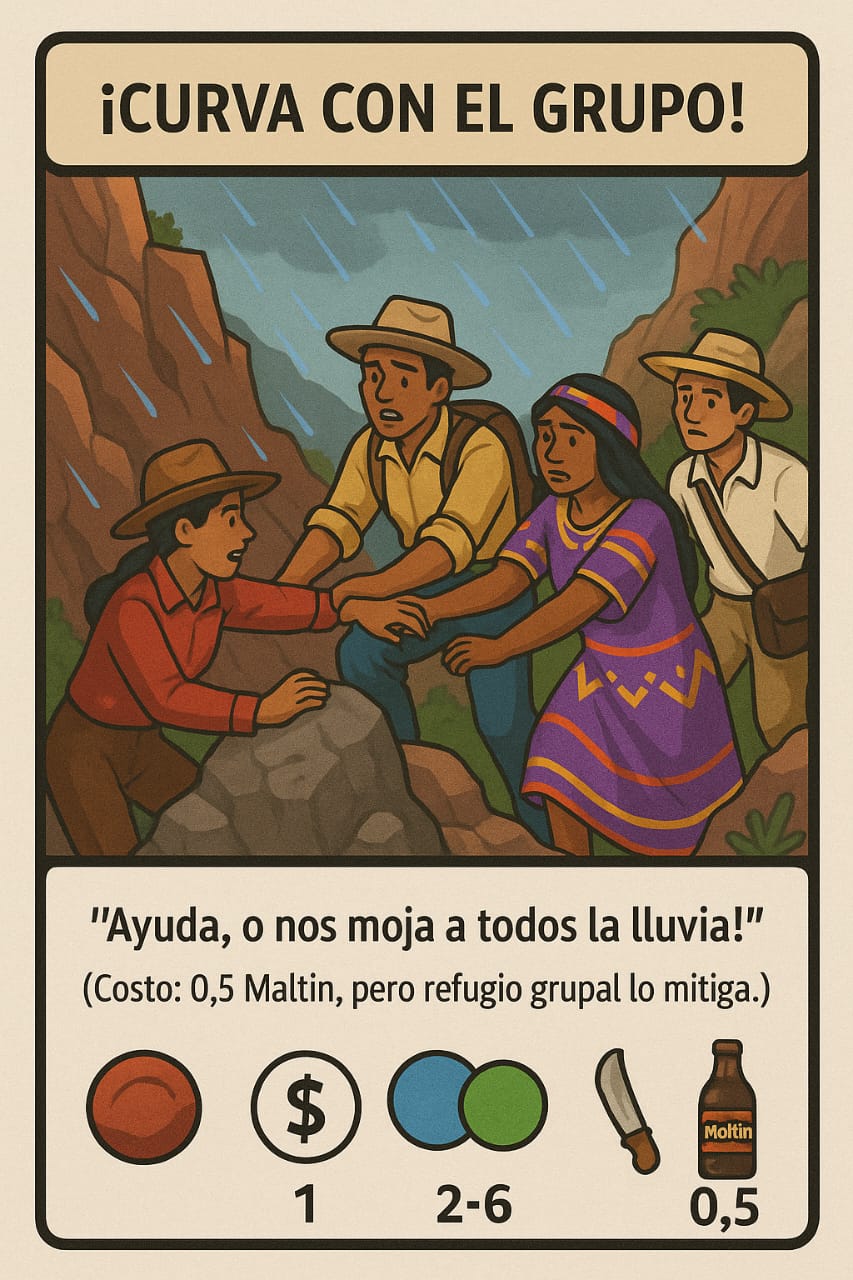 ¡CURVA CON EL GRUPO!
"Ayuda, o nos moja a todos la lluvia!"
(Costo: 0,5 Maltin, pero refugio grupal lo mitiga.)
$
Moltin
1
2-6
0,5